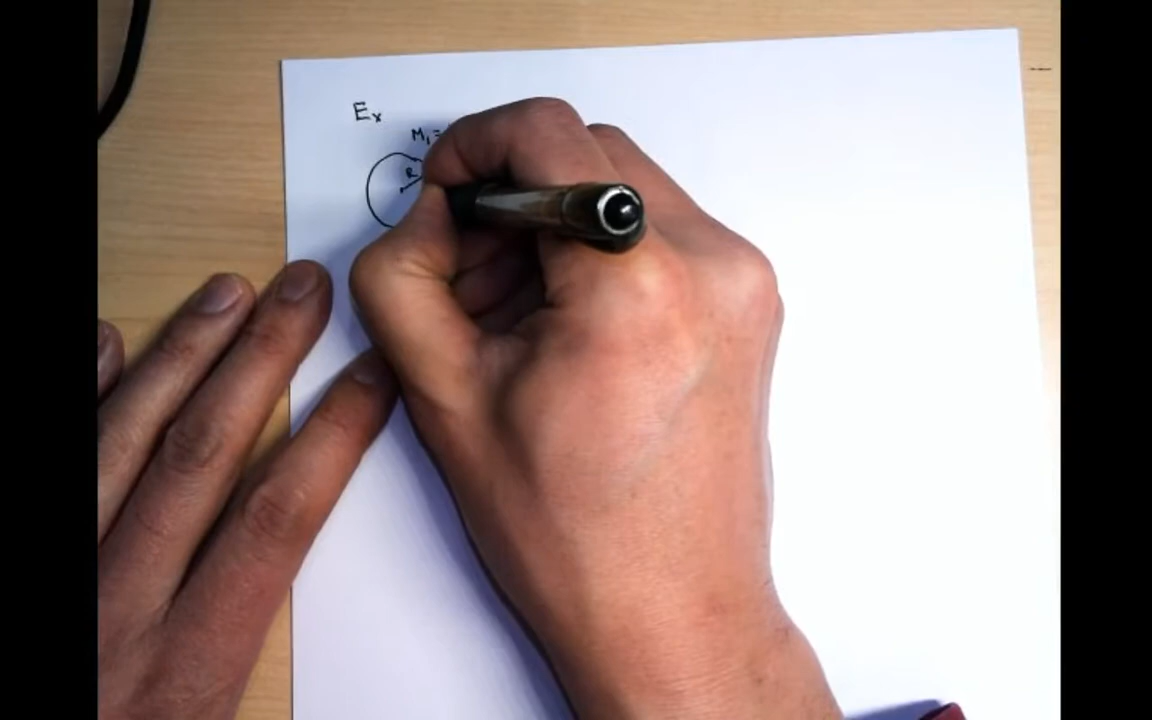 Ex
M₁ =
R